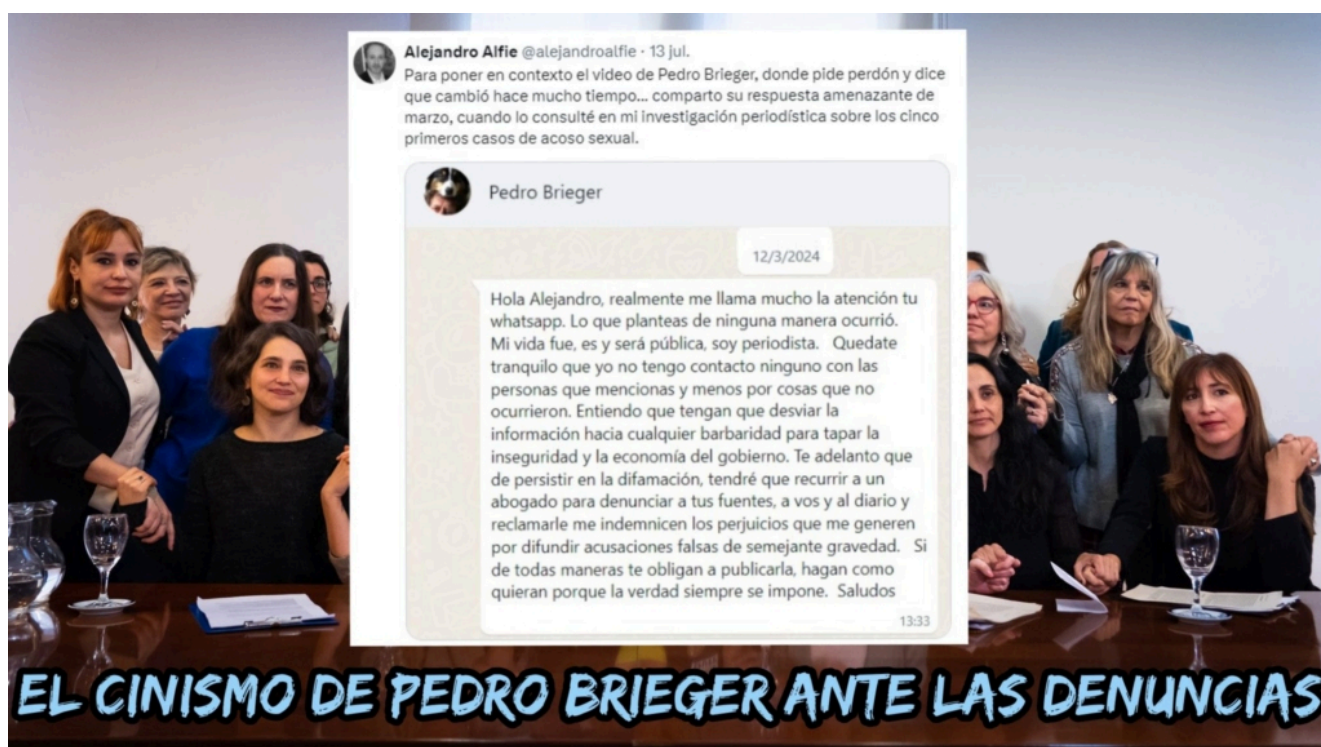 Alejandro Alfie @alejandroalfie · 13 jul.
Para poner en contexto el video de Pedro Brieger, donde pide perdón y dice
que cambió hace mucho tiempo... comparto su respuesta amenazante de
marzo, cuando lo consulté en mi investigación periodística sobre los cinco
primeros casos de acoso sexual.
Pedro Brieger
12/3/2024
Hola Alejandro, realmente me llama mucho la atención tu
whatsapp. Lo que planteas de ninguna manera ocurrió.
Mi vida fue, es y será pública, soy periodista. Quedate
tranquilo que yo no tengo contacto ninguno con las
personas que mencionas y menos por cosas que no
ocurrieron. Entiendo que tengan que desviar la
información hacia cualquier barbaridad para tapar la
inseguridad y la economía del gobierno. Te adelanto que
de persistir en la difamación, tendré que recurrir a un
abogado para denunciar a tus fuentes, a vos y al diario y
reclamarle me indemnicen los perjuicios que me generen
por difundir acusaciones falsas de semejante gravedad. Si
de todas maneras te obligan a publicarla, hagan como
quieran porque la verdad siempre se impone. Saludos
13:33
EL CINISMO DE PEDRO BRIEGER ANTE LAS DENUNCIAS